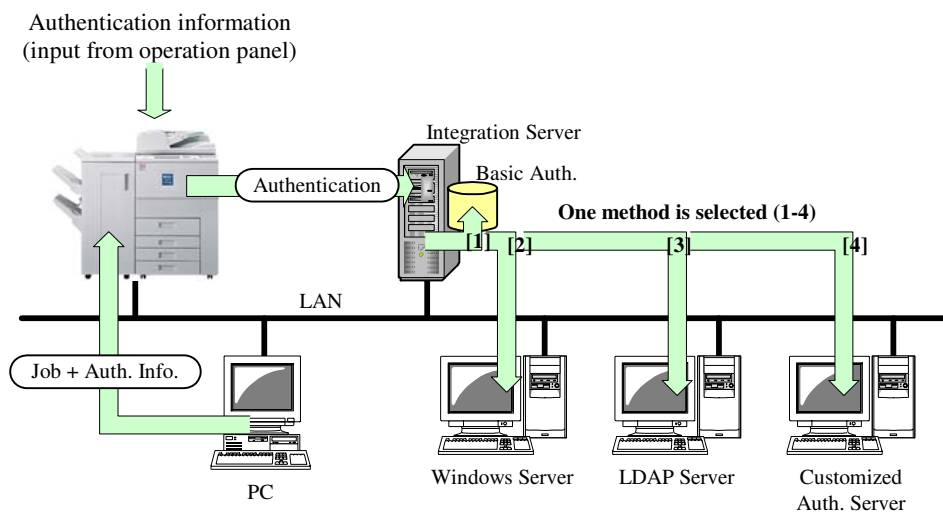 Authentication information
(input from operation panel)
Integration Server
Basic Auth.
Authentication
One method is selected (1-4)
[1]
[2]
[3]
[4]
LAN
Job + Auth. Info.
PC
Windows Server
LDAP Server
Customized
Auth. Server